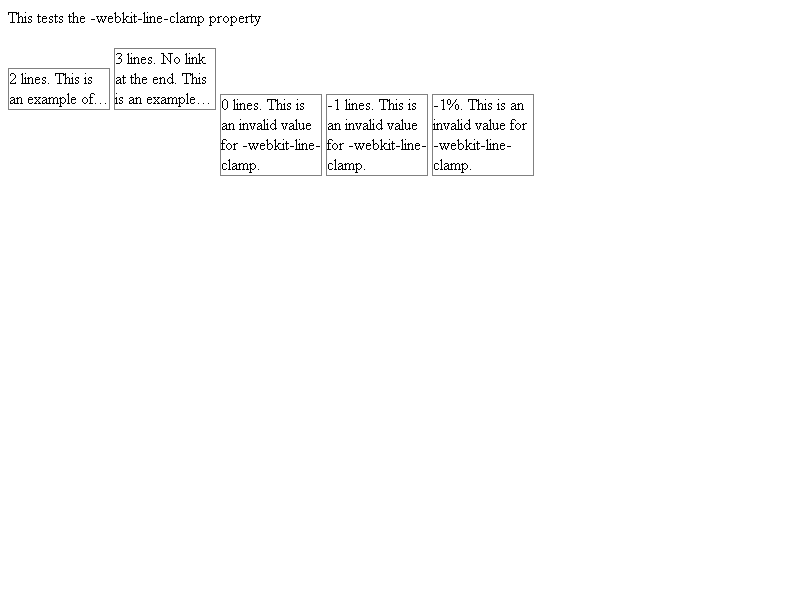 This tests the -webkit-line-clamp property
2 lines. This is
an example of…
3 lines. No link
at the end. This
is an example…
0 lines. This is
an invalid value
for -webkit-line-
clamp.
-1 lines. This is
an invalid value
for -webkit-line-
clamp.
-1%. This is an
invalid value for
-webkit-line-
clamp.